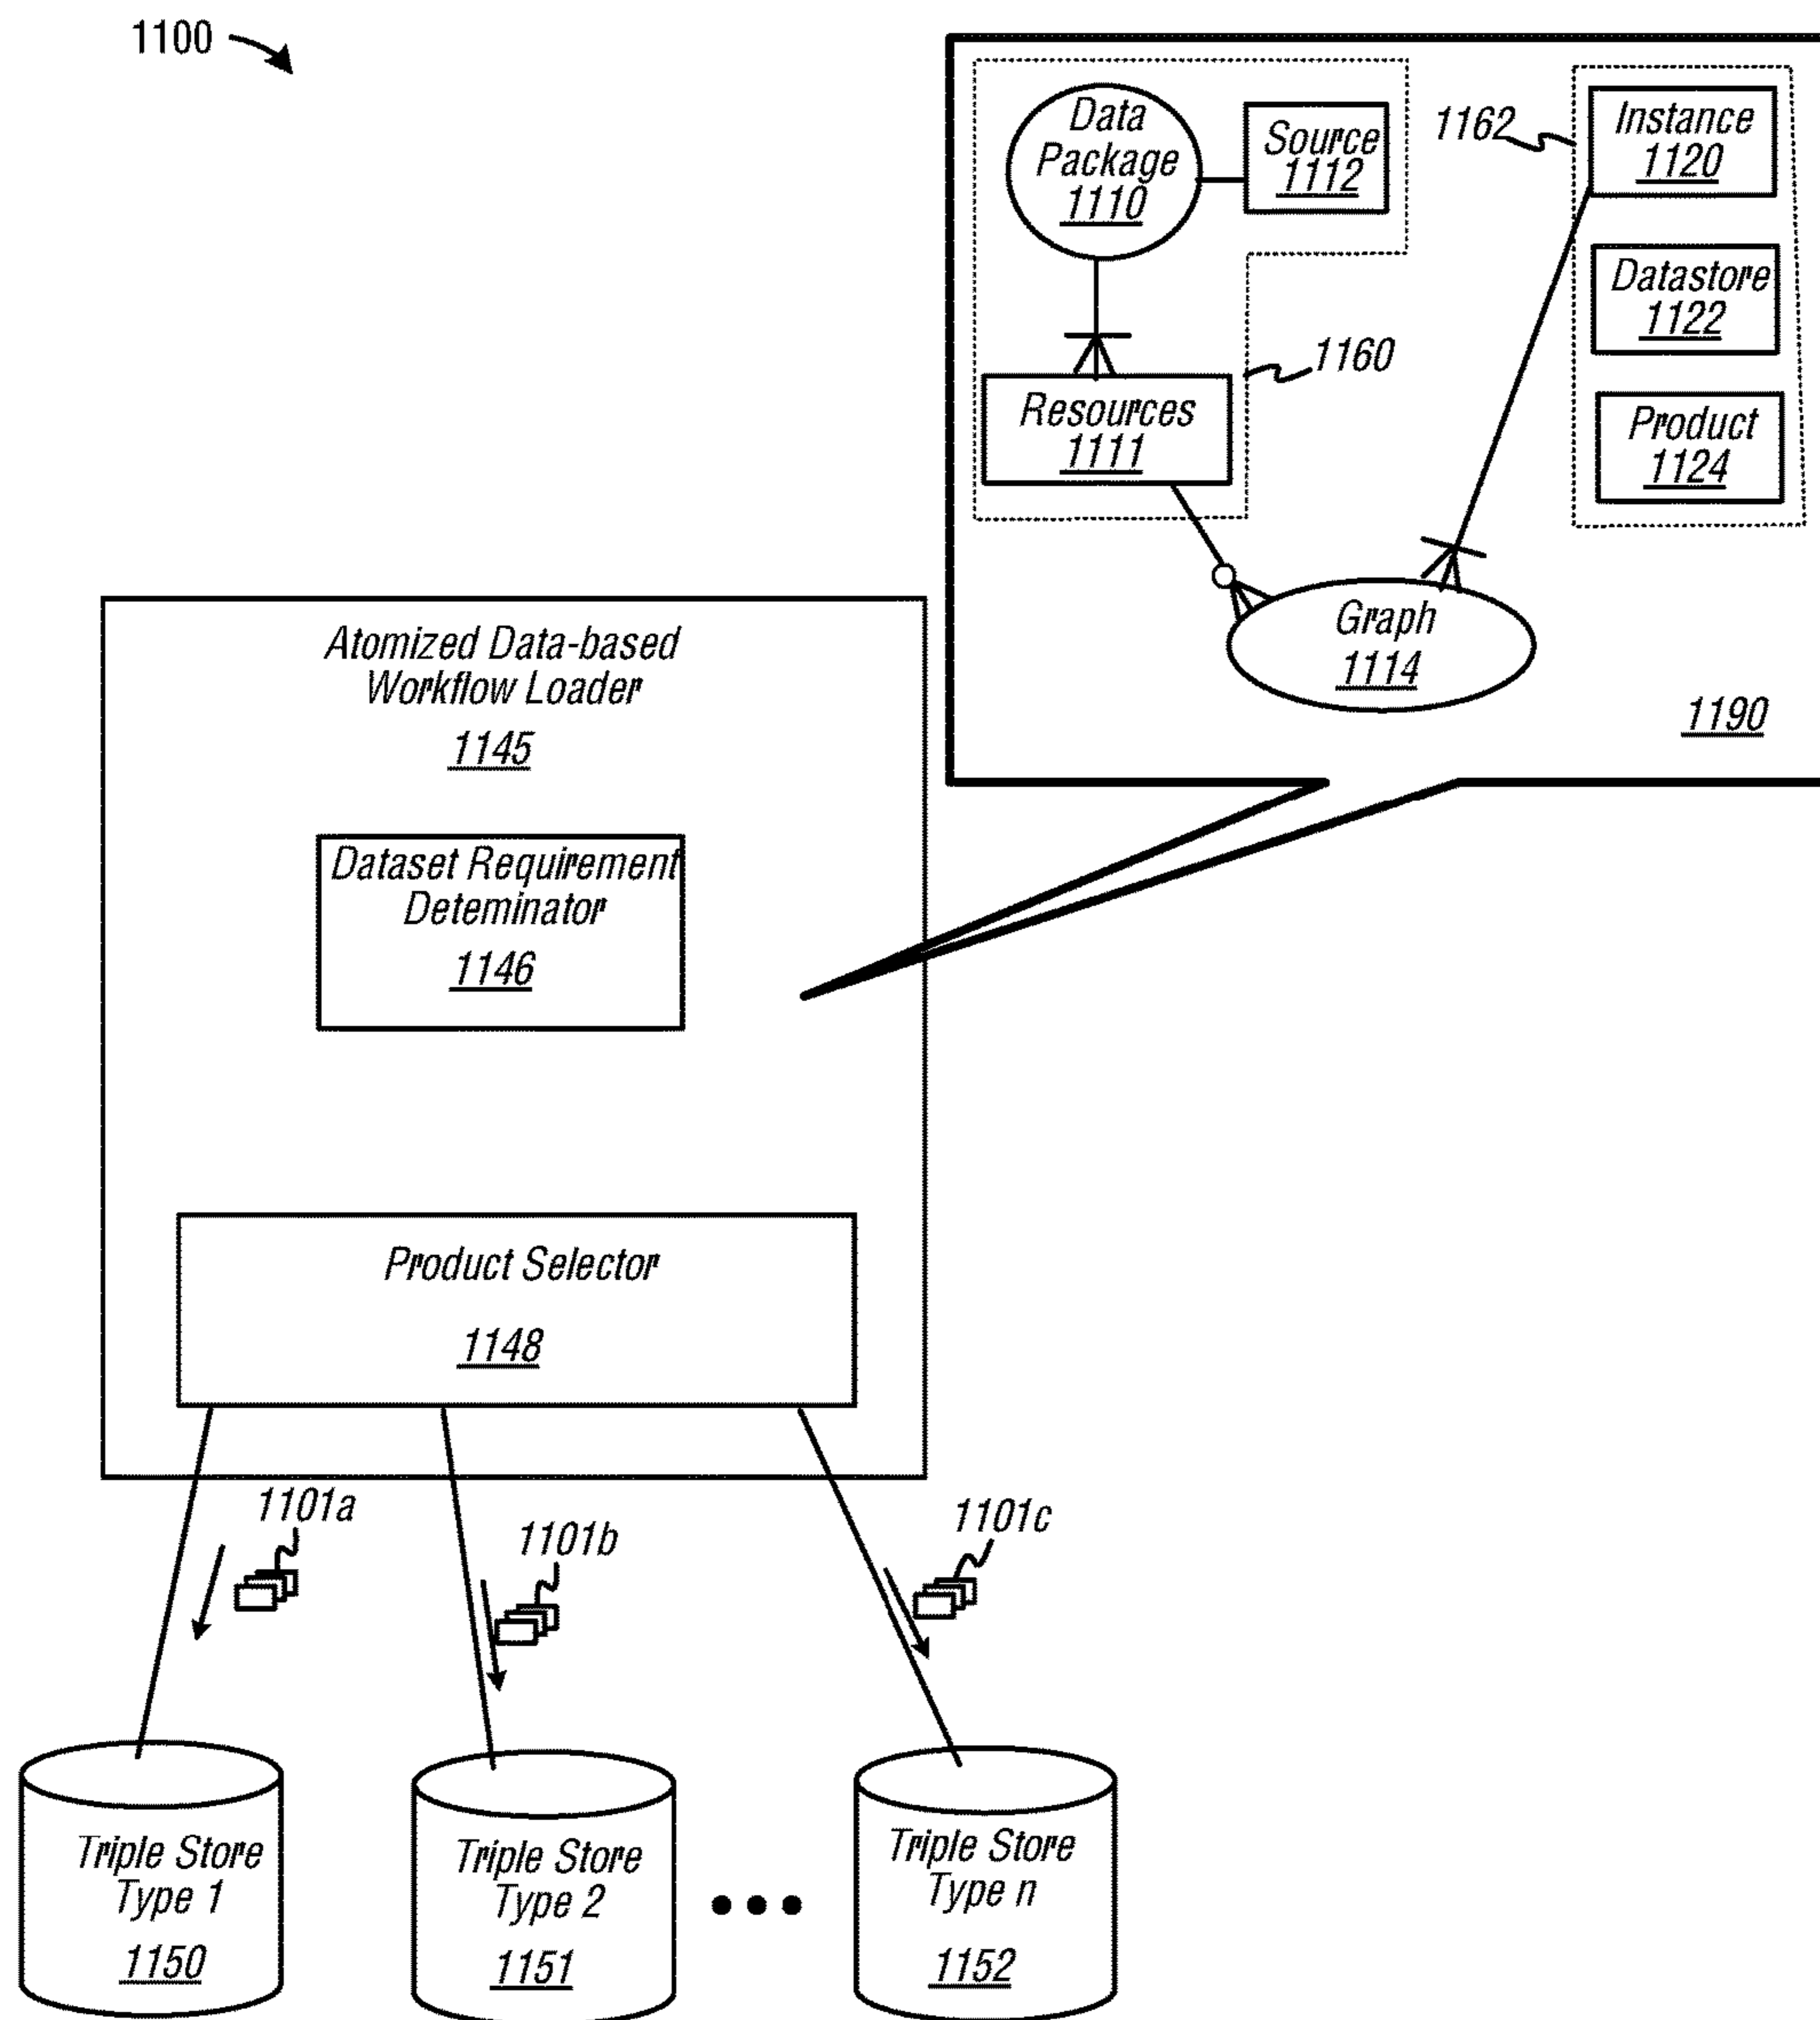 1100
Data
Package
1110
Source
1112
1162
Instance
1120
Datastore
1122
Product
1124
1160
Resources
1111
Graph
1114
1190
Atomized Data-based
Workflow Loader
1145
Dataset Requirement
Deteminator
1146
Product Selector
1148
1101a
1101b
1101c
Triple Store
Type 1
1150
Triple Store
Type 2
1151
Triple Store
Type n
1152